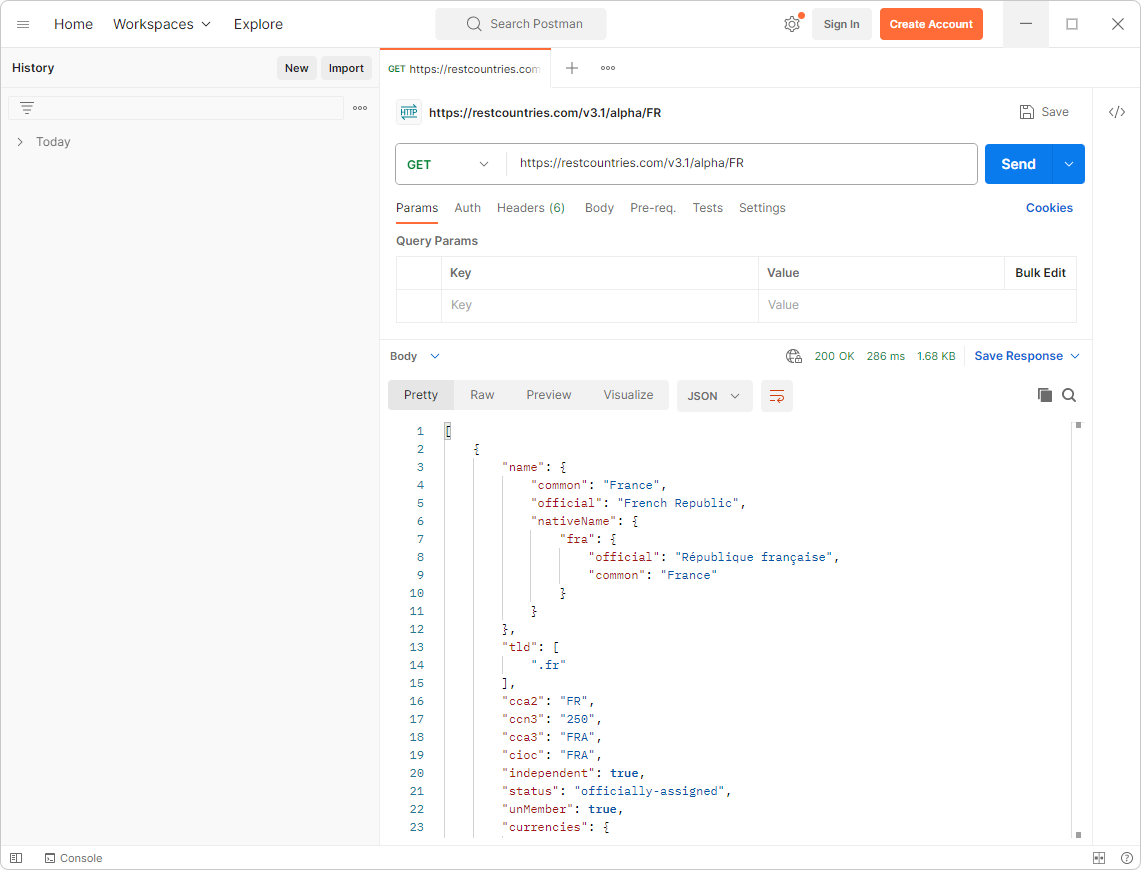 Home Workspaces Explore Search Postman Sign In Create Account
History New Import GET https://restcountries.com
HTTP https://restcountries.com/v3.1/alpha/FR Save </>
Today
GET https://restcountries.com/v3.1/alpha/FR Send
Params Auth Headers (6) Body Pre-req. Tests Settings Cookies
Query Params
Key Value Bulk Edit
Key Value
Body 200 OK 286 ms 1.68 KB Save Response
Pretty Raw Preview Visualize JSON
1 [
2 {
3 "name": {
4 "common": "France",
5 "official": "French Republic",
6 "nativeName": {
7 "fra": {
8 "official": "République française",
9 "common": "France"
10 }
11 }
12 },
13 "tld": [
14 ".fr"
15 ],
16 "cca2": "FR",
17 "ccn3": "250",
18 "cca3": "FRA",
19 "cioc": "FRA",
20 "independent": true,
21 "status": "officially-assigned",
22 "unMember": true,
23 "currencies": {
Console